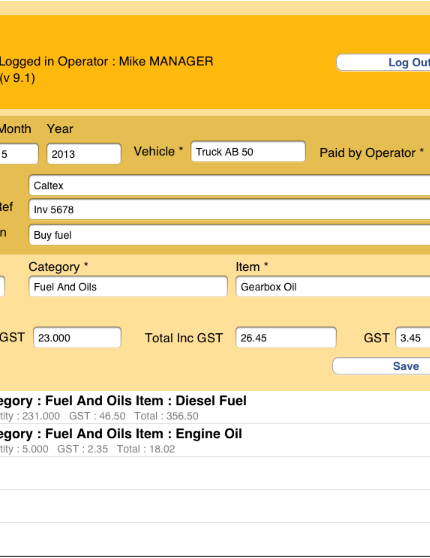 Logged in Operator : Mike MANAGER
Log Out
(v 9.1)
Month Year
5 2013 Vehicle * Truck AB 50 Paid by Operator *
Caltex
Ref Inv 5678
n Buy fuel
Category * Item *
Fuel And Oils Gearbox Oil
GST 23.000 Total Inc GST 26.45 GST 3.45
Save
egory : Fuel And Oils Item : Diesel Fuel
tity : 231.000 GST : 46.50 Total : 356.50
egory : Fuel And Oils Item : Engine Oil
tity : 5.000 GST : 2.35 Total : 18.02